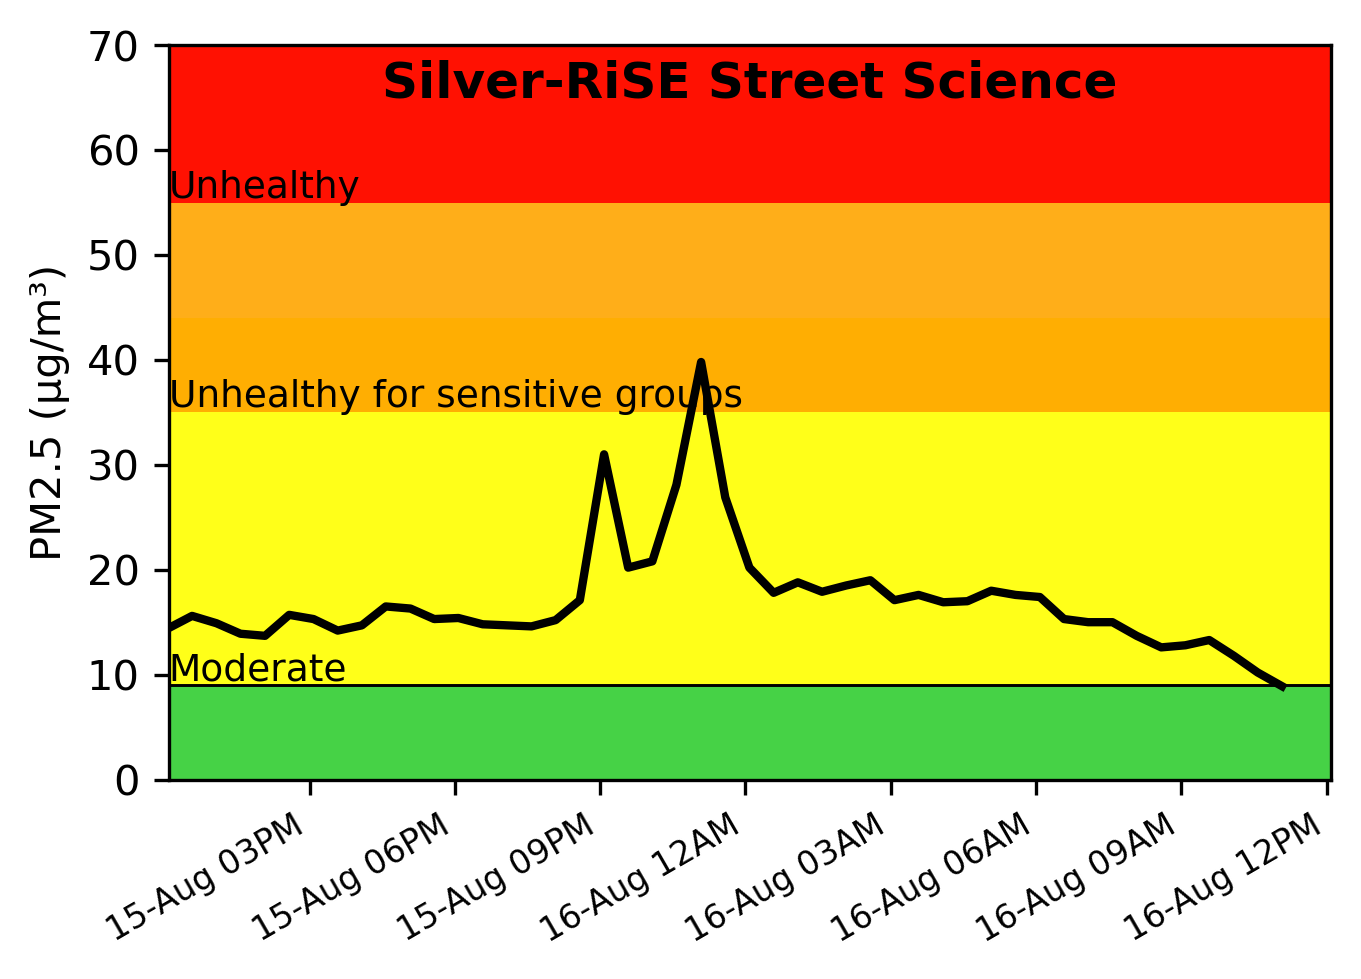 Silver-RiSE Street Science
70
60
Unhealthy
50
40
Unhealthy for sensitive groups
30
20
Moderate
10
0
PM2.5 (µg/m³)
15-Aug 03PM
15-Aug 06PM
15-Aug 09PM
16-Aug 12AM
16-Aug 03AM
16-Aug 06AM
16-Aug 09AM
16-Aug 12PM